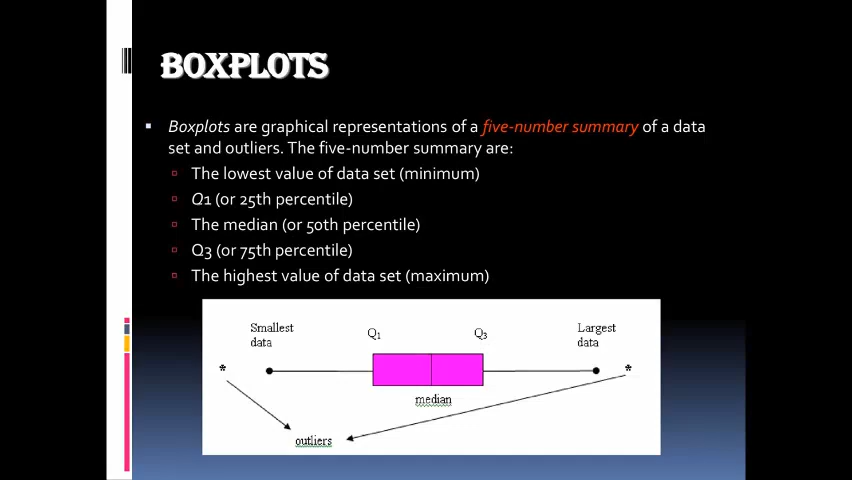 BOXPLOTS
Boxplots are graphical representations of a five-number summary of a data
set and outliers. The five-number summary are:
The lowest value of data set (minimum)
Q1 (or 25th percentile)
The median (or 50th percentile)
Q3 (or 75th percentile)
The highest value of data set (maximum)
Smallest data
Q1
Q3
Largest data
*
*
median
outliers